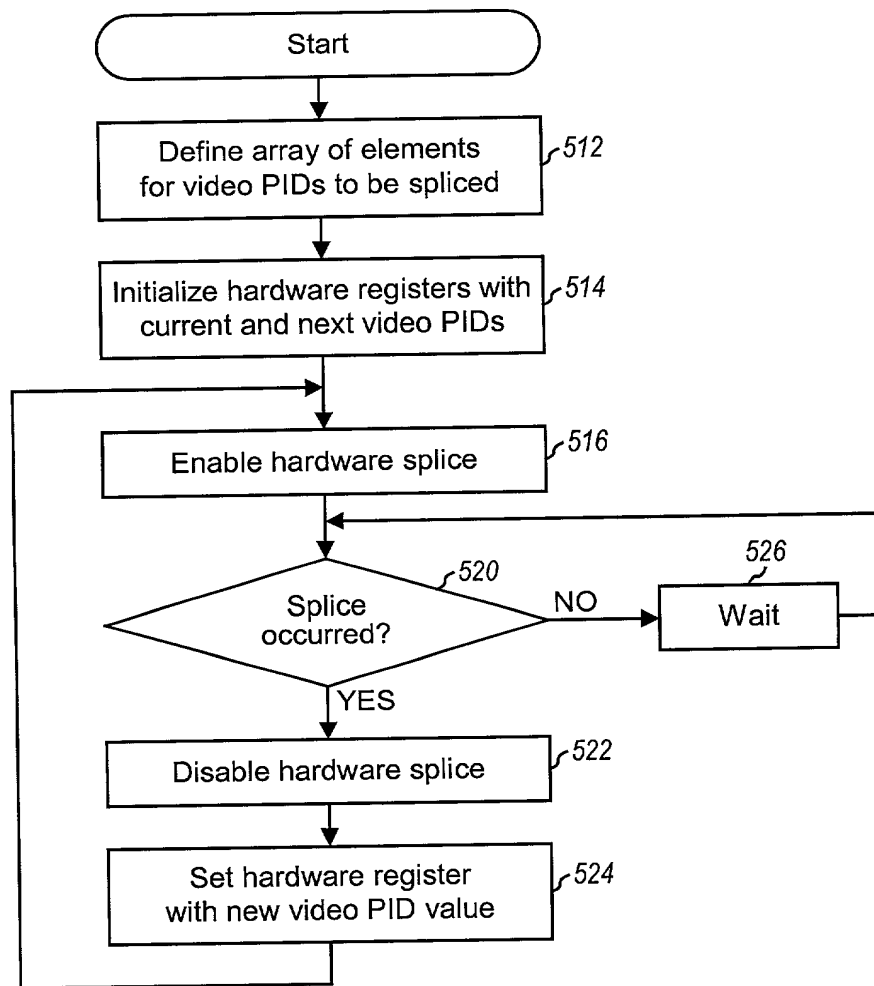 Start
Define array of elements
for video PIDs to be spliced
512
Initialize hardware registers with
current and next video PIDs
514
Enable hardware splice
516
Splice
occurred?
520
NO
Wait
526
YES
Disable hardware splice
522
Set hardware register
with new video PID value
524